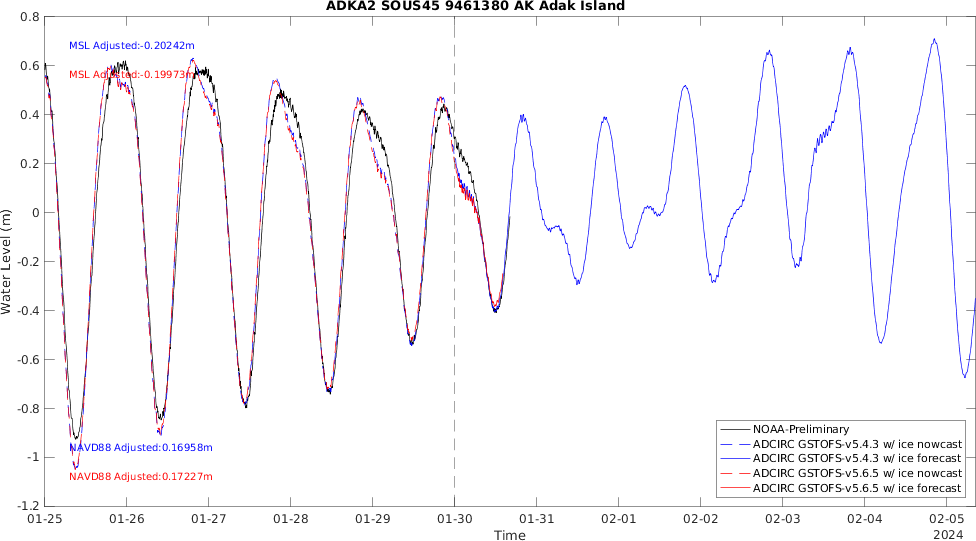 ADKA2 SOUS45 9461380 AK Adak Island
0.8
0.6
0.4
0.2
0
-0.2
-0.4
-0.6
-0.8
-1
-1.2
Water Level (m)
MSL Adjusted:-0.20242m
MSL Adjusted:-0.19973m
NAVD88 Adjusted:0.16958m
NAVD88 Adjusted:0.17227m
NOAA-Preliminary
ADCIRC GSTOFS-v5.4.3 w/ ice nowcast
ADCIRC GSTOFS-v5.4.3 w/ ice forecast
ADCIRC GSTOFS-v5.6.5 w/ ice nowcast
ADCIRC GSTOFS-v5.6.5 w/ ice forecast
01-25 01-26 01-27 01-28 01-29 01-30 01-31 02-01 02-02 02-03 02-04 02-05
2024
Time